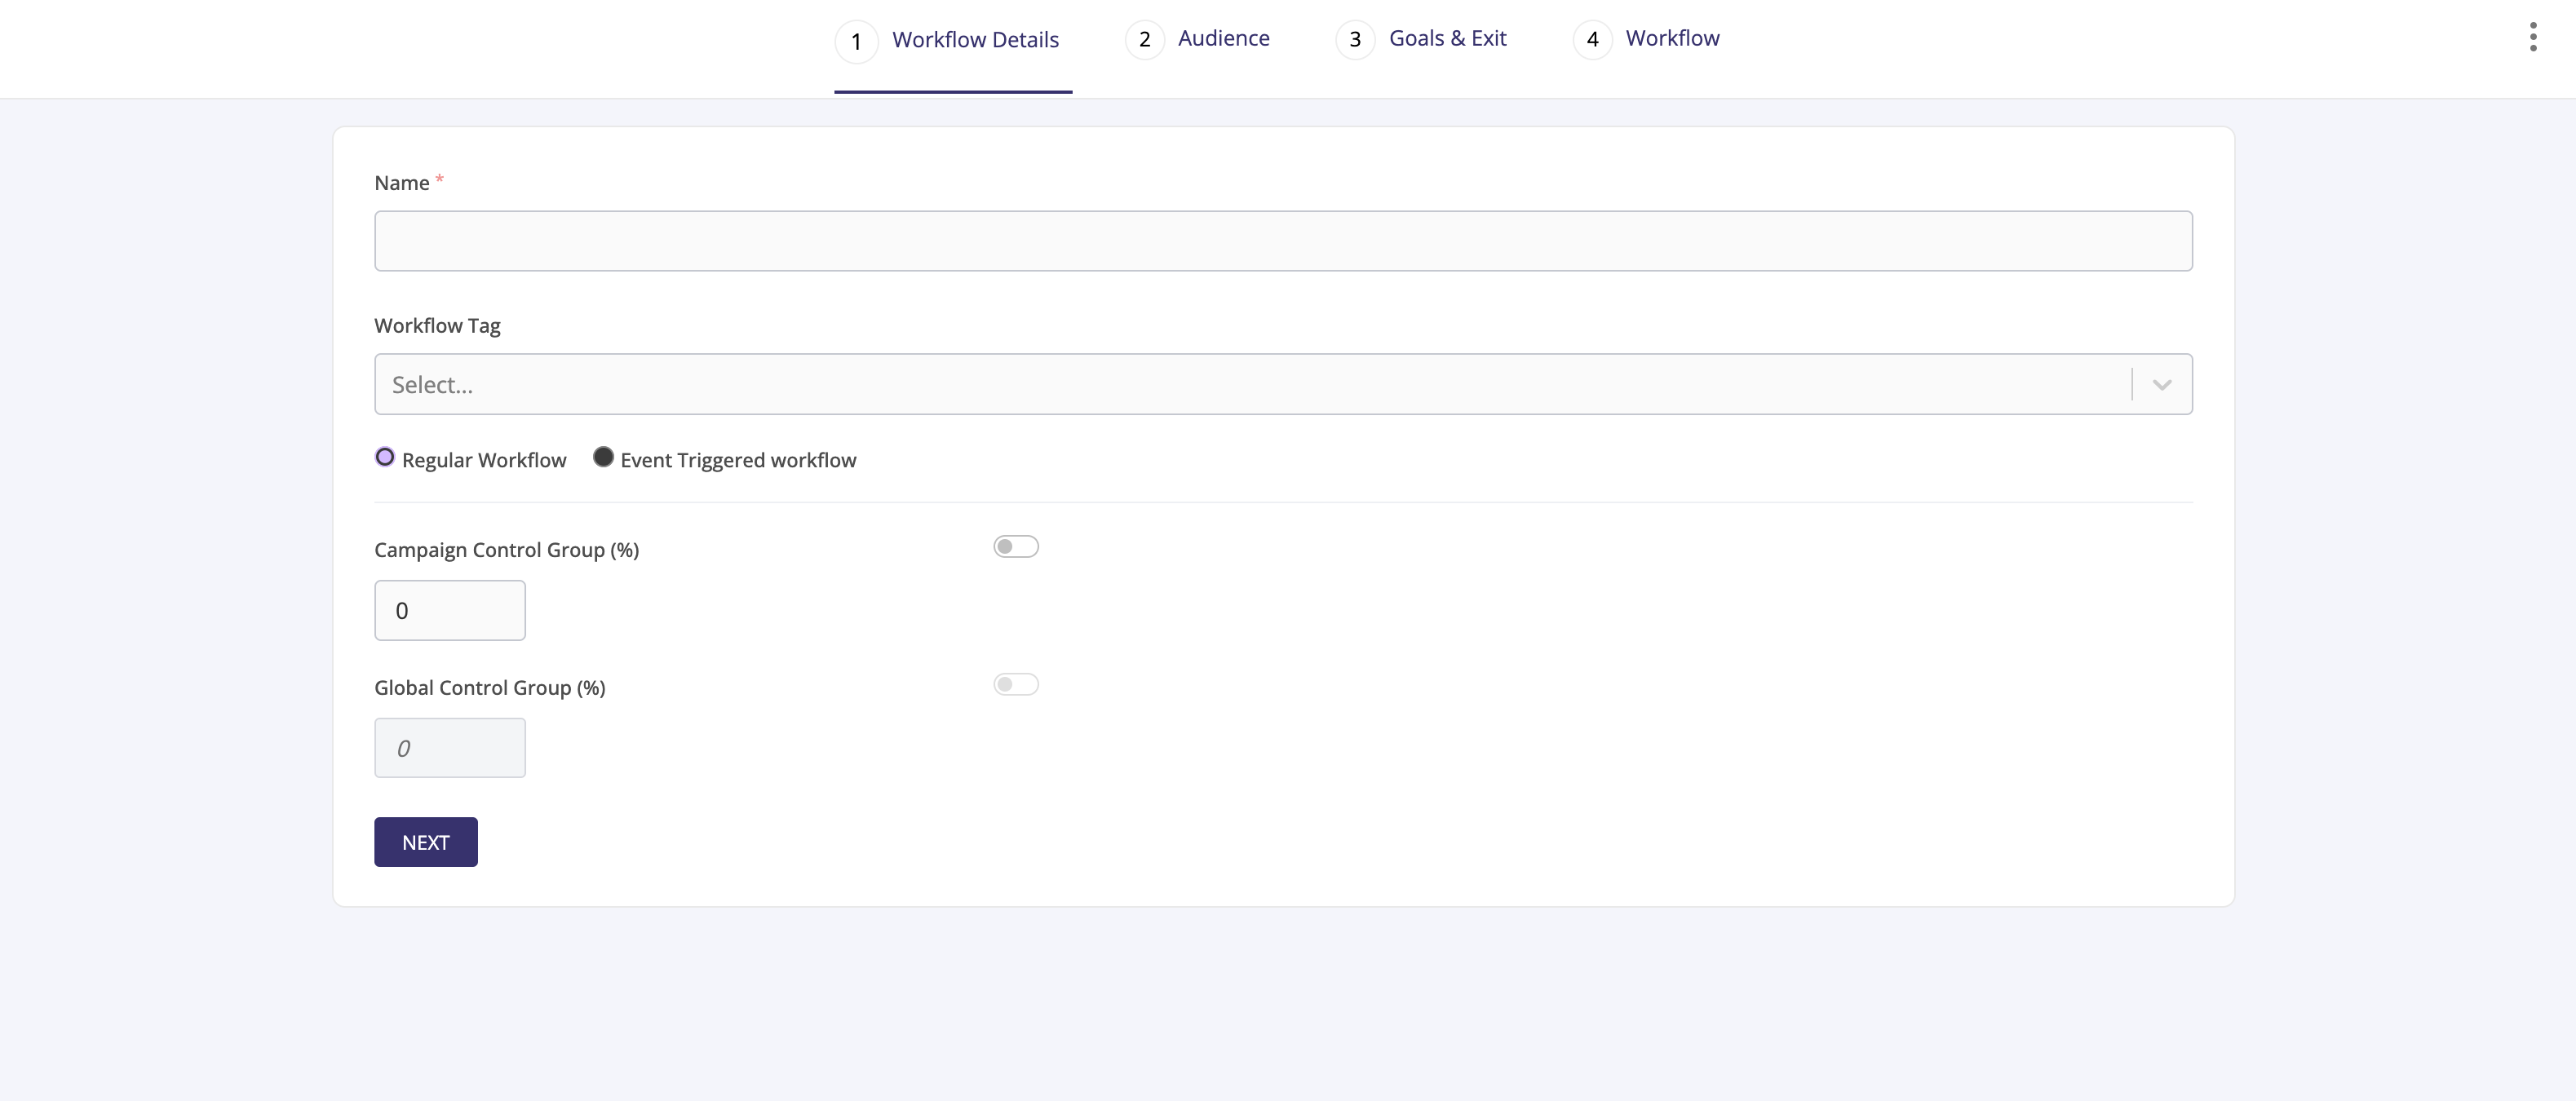 1 Workflow Details 2 Audience 3 Goals & Exit 4 Workflow
Name *
Workflow Tag
Select...
Regular Workflow Event Triggered workflow
Campaign Control Group (%)
0
Global Control Group (%)
0
NEXT